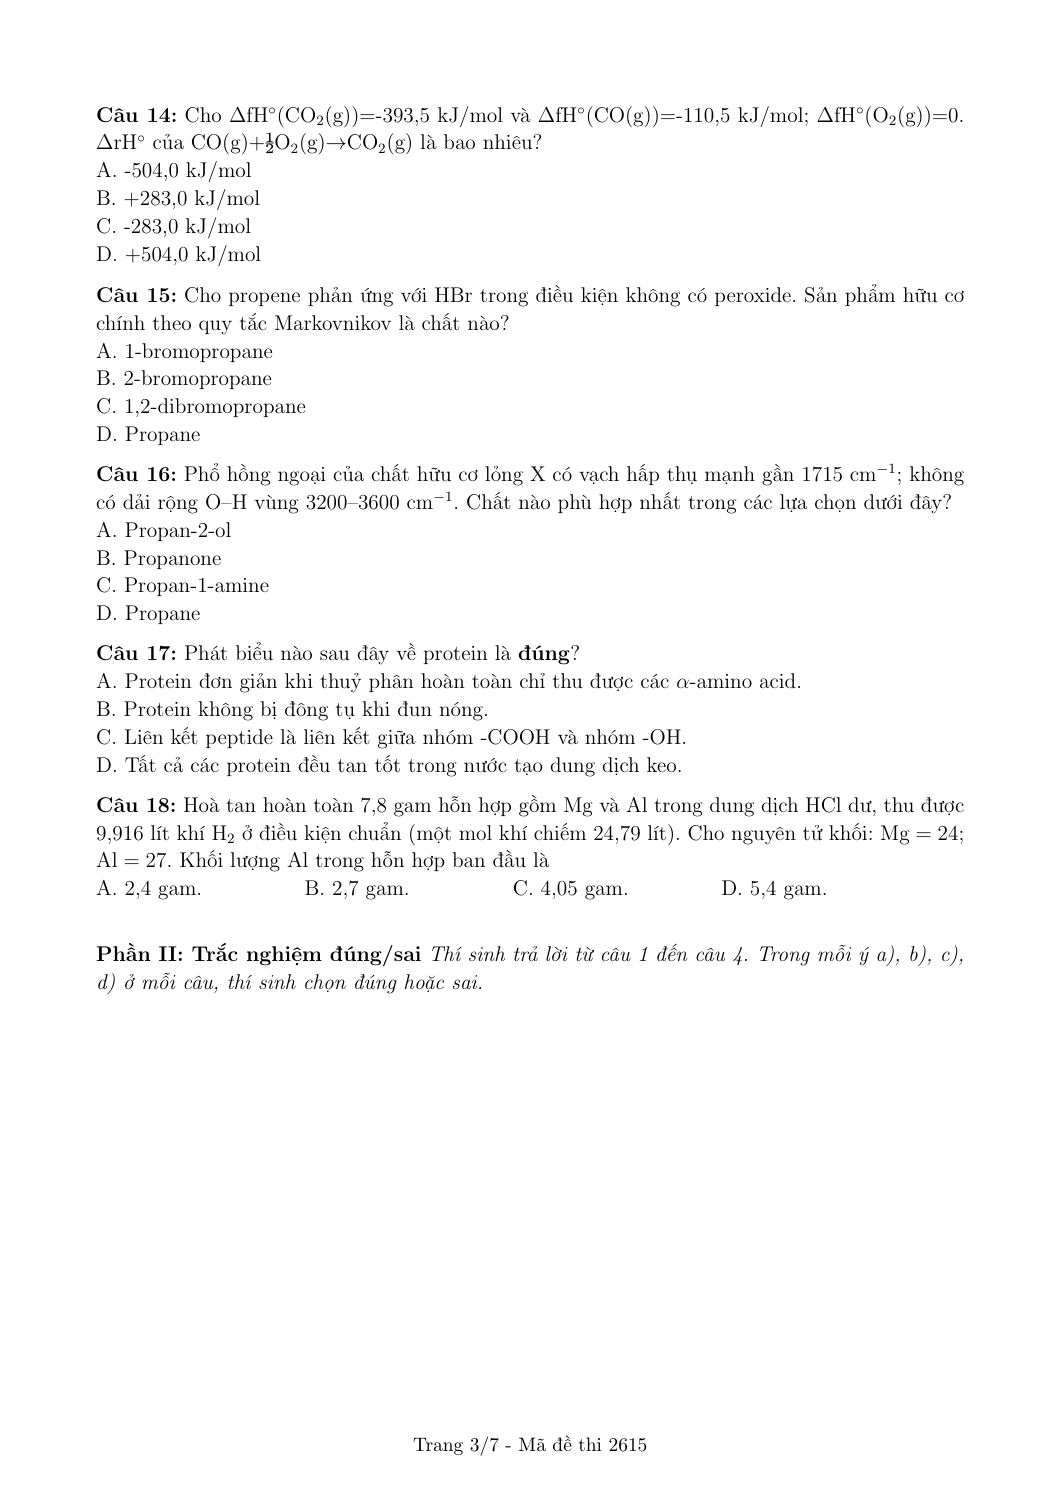 Câu 14: Cho ΔfH°(CO₂(g))=-393,5 kJ/mol và ΔfH°(CO(g))=-110,5 kJ/mol; ΔfH°(O₂(g))=0.
ΔrH° của CO(g)+½O₂(g)→CO₂(g) là bao nhiêu?
A. -504,0 kJ/mol
B. +283,0 kJ/mol
C. -283,0 kJ/mol
D. +504,0 kJ/mol
Câu 15: Cho propene phản ứng với HBr trong điều kiện không có peroxide. Sản phẩm hữu cơ
chính theo quy tắc Markovnikov là chất nào?
A. 1-bromopropane
B. 2-bromopropane
C. 1,2-dibromopropane
D. Propane
Câu 16: Phổ hồng ngoại của chất hữu cơ lỏng X có vạch hấp thụ mạnh gần 1715 cm⁻¹; không
có dải rộng O–H vùng 3200–3600 cm⁻¹. Chất nào phù hợp nhất trong các lựa chọn dưới đây?
A. Propan-2-ol
B. Propanone
C. Propan-1-amine
D. Propane
Câu 17: Phát biểu nào sau đây về protein là đúng?
A. Protein đơn giản khi thuỷ phân hoàn toàn chỉ thu được các α-amino acid.
B. Protein không bị đông tụ khi đun nóng.
C. Liên kết peptide là liên kết giữa nhóm -COOH và nhóm -OH.
D. Tất cả các protein đều tan tốt trong nước tạo dung dịch keo.
Câu 18: Hoà tan hoàn toàn 7,8 gam hỗn hợp gồm Mg và Al trong dung dịch HCl dư, thu được
9,916 lít khí H₂ ở điều kiện chuẩn (một mol khí chiếm 24,79 lít). Cho nguyên tử khối: Mg = 24;
Al = 27. Khối lượng Al trong hỗn hợp ban đầu là
A. 2,4 gam. B. 2,7 gam. C. 4,05 gam. D. 5,4 gam.
Phần II: Trắc nghiệm đúng/sai Thí sinh trả lời từ câu 1 đến câu 4. Trong mỗi ý a), b), c),
d) ở mỗi câu, thí sinh chọn đúng hoặc sai.
Trang 3/7 - Mã đề thi 2615